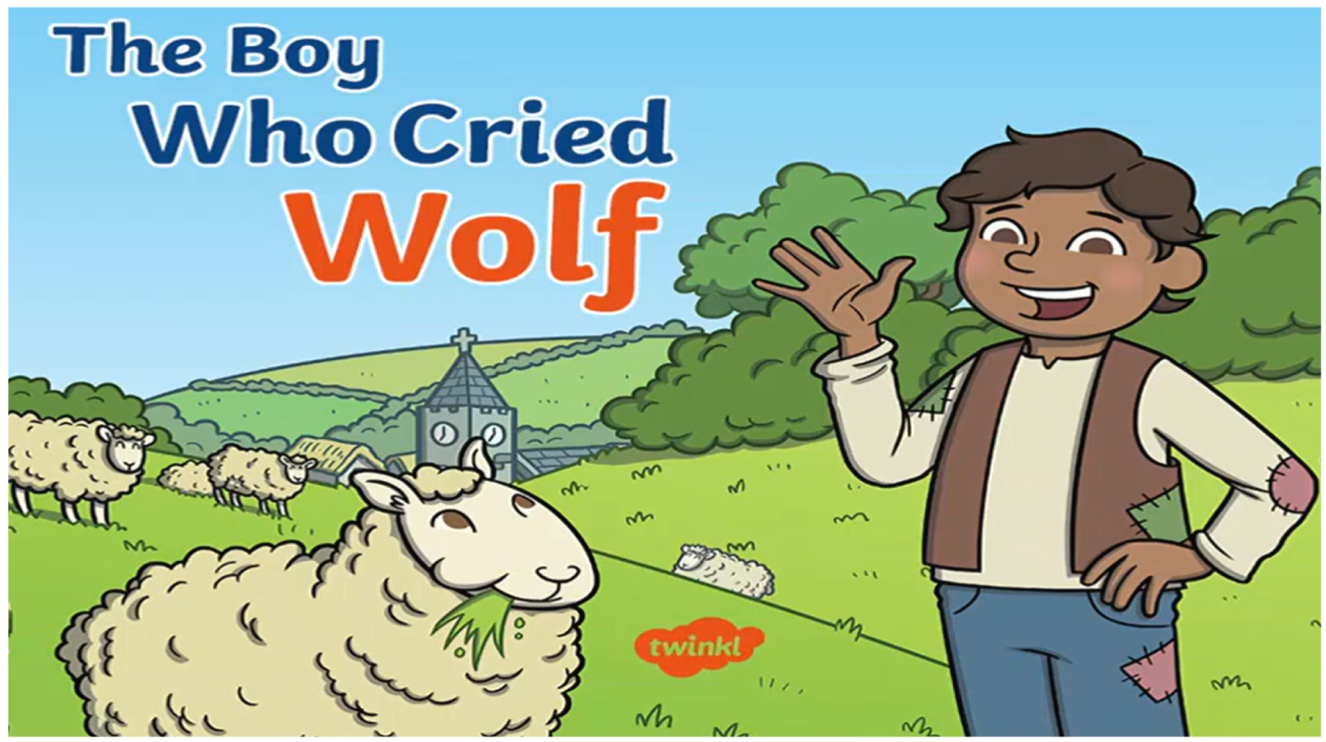 The Boy
Who Cried
Wolf
twinkl